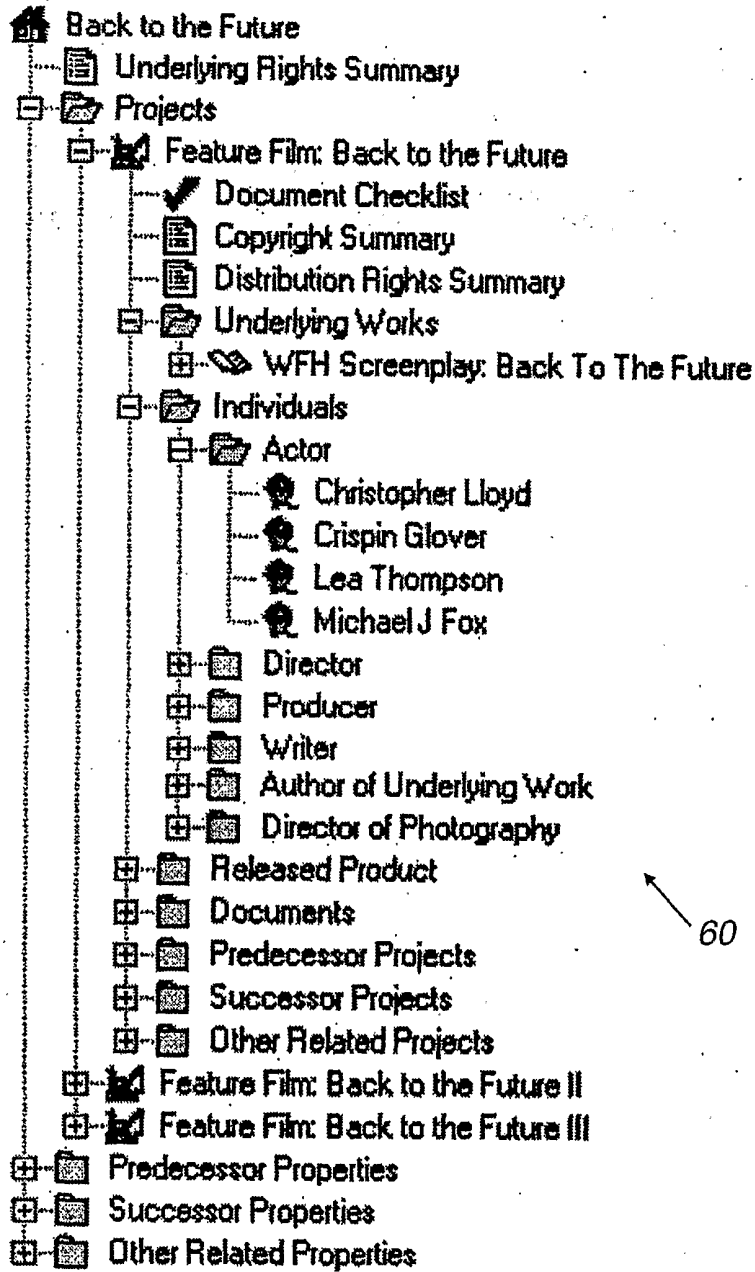 Back to the Future
Underlying Rights Summary
Projects
Feature Film: Back to the Future
Document Checklist
Copyright Summary
Distribution Rights Summary
Underlying Works
WFH Screenplay: Back To The Future
Individuals
Actor
Christopher Lloyd
Crispin Glover
Lea Thompson
Michael J Fox
Director
Producer
Writer
Author of Underlying Work
Director of Photography
Released Product
Documents
Predecessor Projects
Successor Projects
Other Related Projects
Feature Film: Back to the Future II
Feature Film: Back to the Future III
Predecessor Properties
Successor Properties
Other Related Properties
60